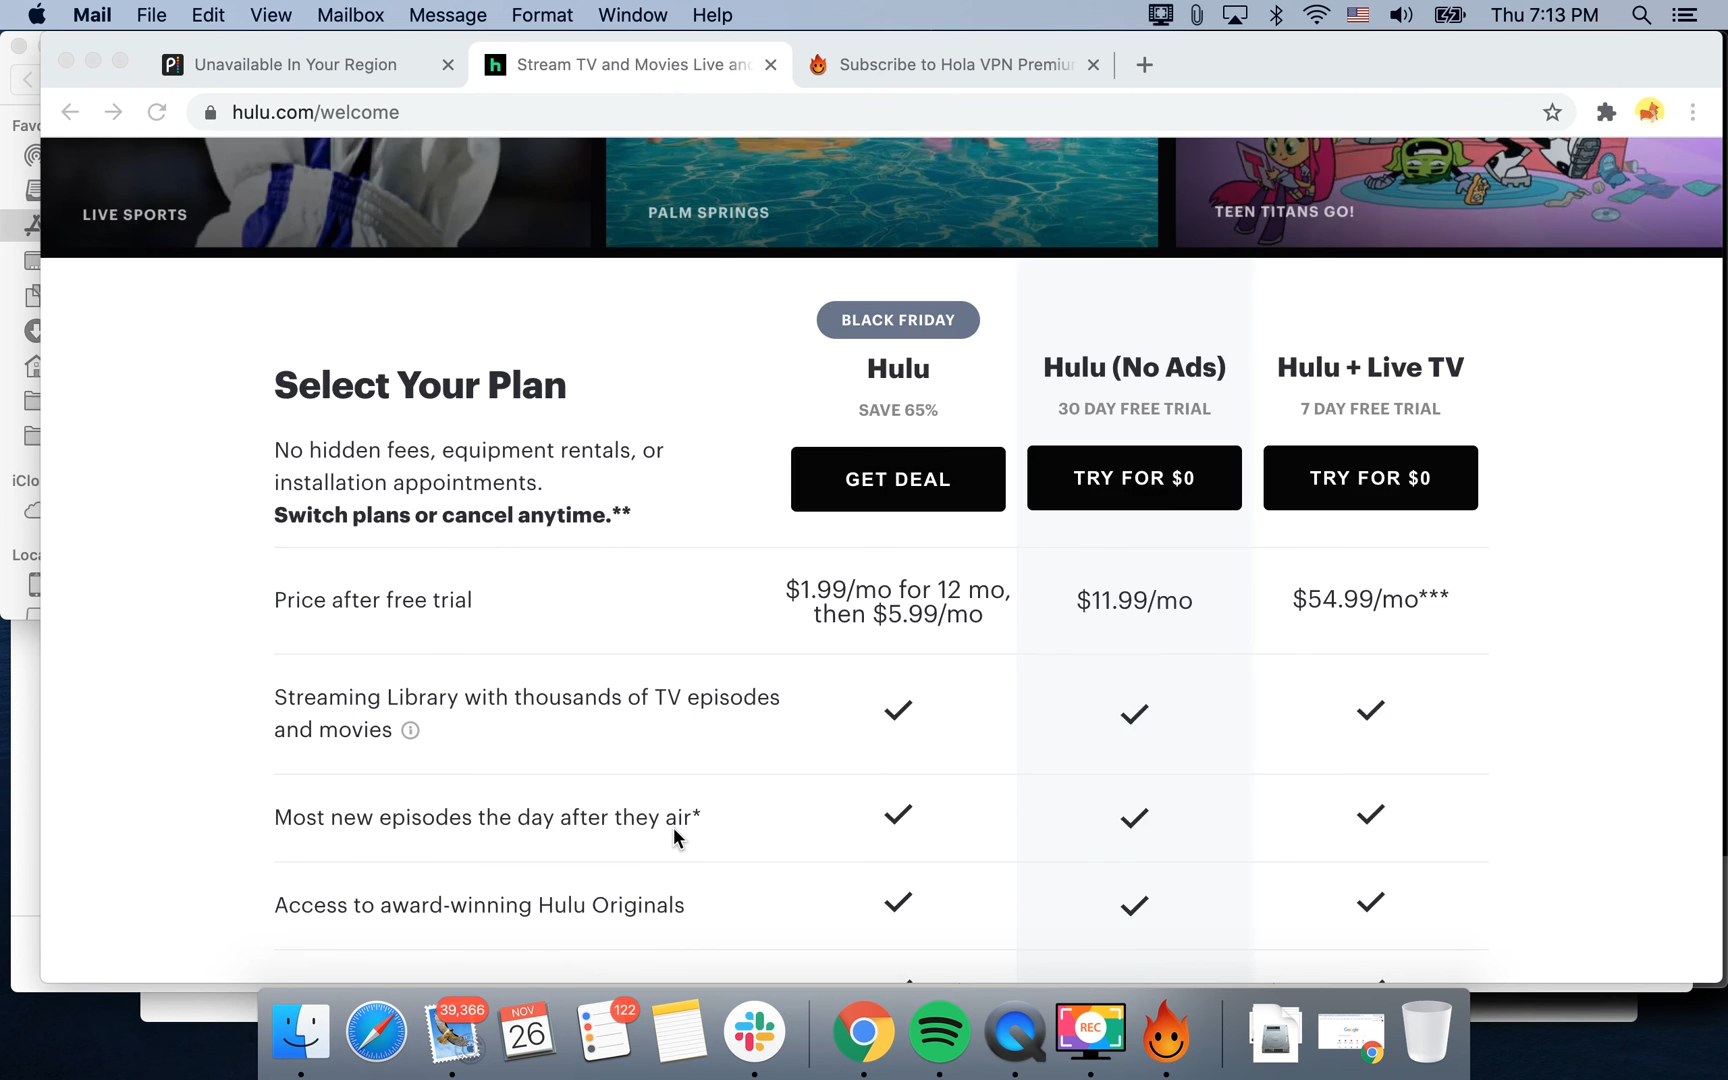 Mail File Edit View Mailbox Message Format Window Help Thu 7:13 PM
Unavailable In Your Region Stream TV and Movies Live and Subscribe to Hola VPN Premiu
hulu.com/welcome
Favo
LIVE SPORTS PALM SPRINGS TEEN TITANS GO!
BLACK FRIDAY
Select Your Plan
Hulu Hulu (No Ads) Hulu + Live TV
SAVE 65% 30 DAY FREE TRIAL 7 DAY FREE TRIAL
No hidden fees, equipment rentals, or
installation appointments.
Switch plans or cancel anytime.**
GET DEAL TRY FOR $0 TRY FOR $0
iClo
Loca
Price after free trial
$1.99/mo for 12 mo,
then $5.99/mo
$11.99/mo $54.99/mo***
Streaming Library with thousands of TV episodes
and movies
Most new episodes the day after they air*
Access to award-winning Hulu Originals
39,366 NOV 26 122 REC Google